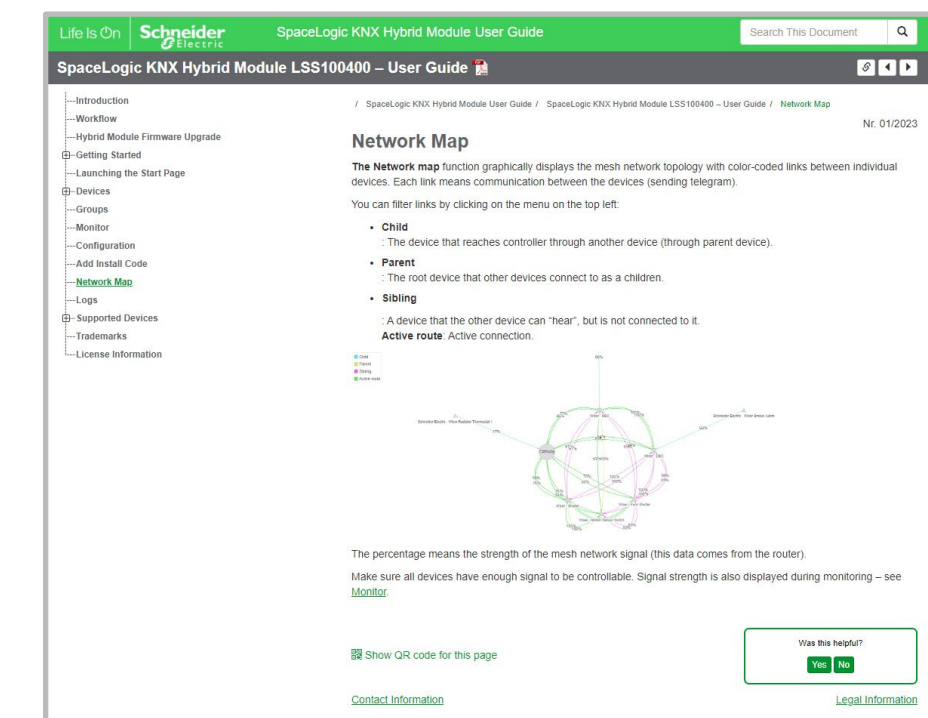 Life Is On Schneider Electric SpaceLogic KNX Hybrid Module User Guide Search This Document
SpaceLogic KNX Hybrid Module LSS100400 – User Guide
Introduction
Workflow
Hybrid Module Firmware Upgrade
Getting Started
Launching the Start Page
Devices
Groups
Monitor
Configuration
Add Install Code
Network Map
Logs
Supported Devices
Trademarks
License Information
/ SpaceLogic KNX Hybrid Module User Guide / SpaceLogic KNX Hybrid Module LSS100400 – User Guide / Network Map
Nr. 01/2023
Network Map
The Network map function graphically displays the mesh network topology with color-coded links between individual
devices. Each link means communication between the devices (sending telegram).
You can filter links by clicking on the menu on the top left:
• Child
: The device that reaches controller through another device (through parent device).
• Parent
: The root device that other devices connect to as a children.
• Sibling
: A device that the other device can “hear”, but is not connected to it.
Active route: Active connection.
Child
Parent
Sibling
Active route
The percentage means the strength of the mesh network signal (this data comes from the router).
Make sure all devices have enough signal to be controllable. Signal strength is also displayed during monitoring – see
Monitor.
Show QR code for this page
Was this helpful?
Yes No
Contact Information
Legal Information